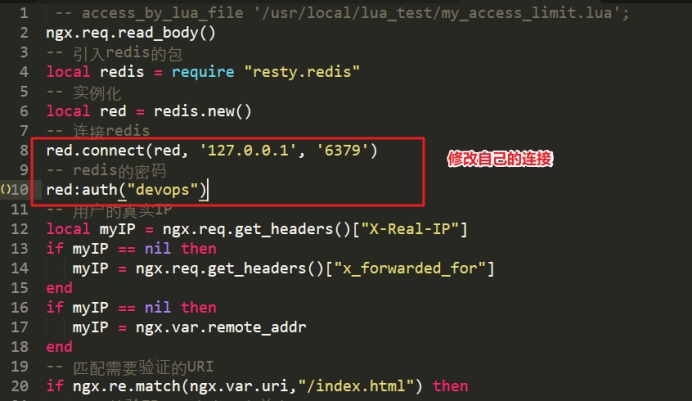 1 -- access_by_lua_file '/usr/local/lua_test/my_access_limit.lua';
2 ngx.req.read_body()
3 -- 引入redis的包
4 local redis = require "resty.redis"
5 -- 实例化
6 local red = redis.new()
7 -- 连接redis
8 red.connect(red, '127.0.0.1', '6379')
修改自己的连接
9 -- redis的密码
10 red:auth("devops")
11 -- 用户的真实IP
12 local myIP = ngx.req.get_headers()["X-Real-IP"]
13 if myIP == nil then
14 myIP = ngx.req.get_headers()["x_forwarded_for"]
15 end
16 if myIP == nil then
17 myIP = ngx.var.remote_addr
18 end
19 -- 匹配需要验证的URI
20 if ngx.re.match(ngx.var.uri,"/index.html") then